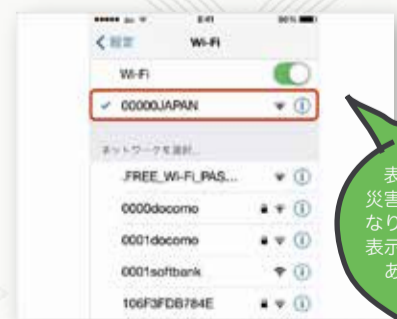 設定
Wi-Fi
Wi-Fi
00000JAPAN
ネットワークを選択...
.FREE_Wi-Fi_PAS...
0000docomo
0001docomo
0001softbank
106F3FDB784E
表
災害
なり
表示
あ